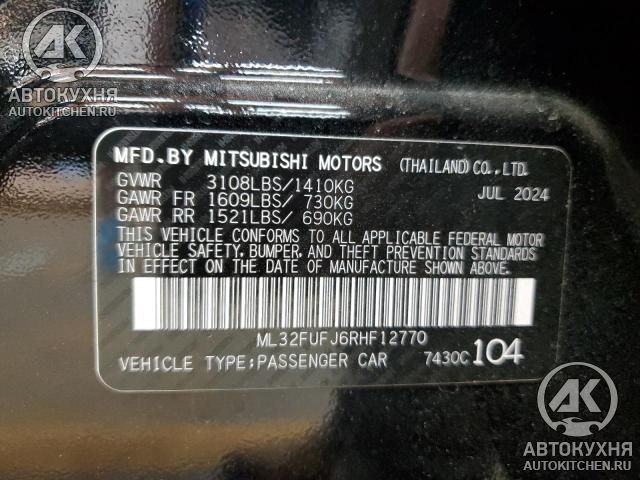 AK
АВТОКУХНЯ
AUTOKITCHEN.RU
MFD.BY MITSUBISHI MOTORS (THAILAND) CO., LTD.
GVWR 3108LBS/1410KG JUL 2024
GAWR FR 1609LBS/ 730KG
GAWR RR 1521LBS/ 690KG
THIS VEHICLE CONFORMS TO ALL APPLICABLE FEDERAL MOTOR
VEHICLE SAFETY, BUMPER, AND THEFT PREVENTION STANDARDS
IN EFFECT ON THE DATE OF MANUFACTURE SHOWN ABOVE.
ML32FUFJ6RHF12770
VEHICLE TYPE;PASSENGER CAR 7430C 104
AK
АВТОКУХНЯ
AUTOKITCHEN.RU